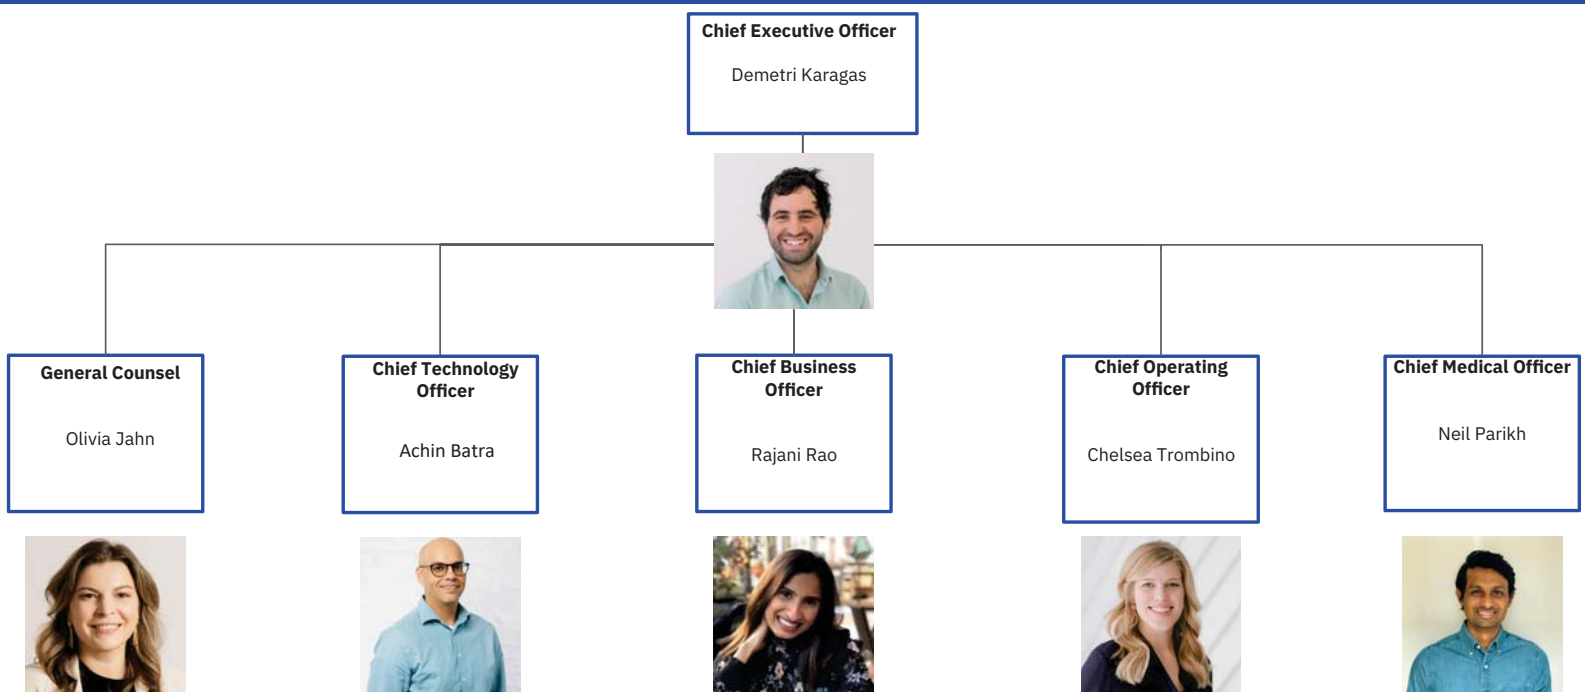 Chief Executive Officer
Demetri Karagas
General Counsel
Olivia Jahn
Chief Technology
Officer
Achin Batra
Chief Business
Officer
Rajani Rao
Chief Operating
Officer
Chelsea Trombino
Chief Medical Officer
Neil Parikh